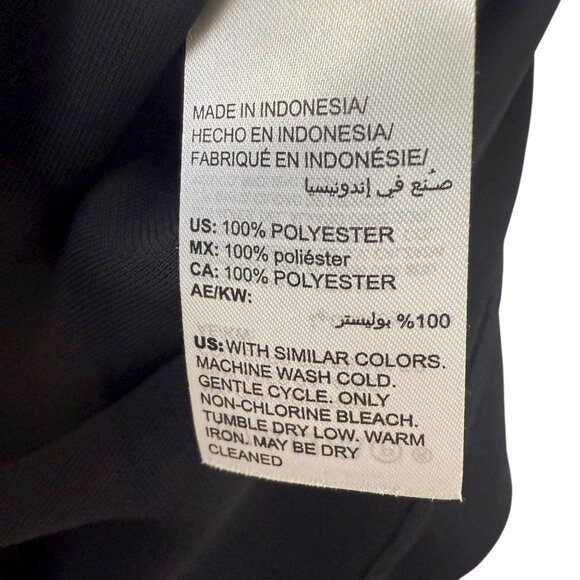 MADE IN INDONESIA/
HECHO EN INDONESIA/
FABRIQUÉ EN INDONÉSIE/
صُنع في إندونيسيا
US: 100% POLYESTER
MX: 100% poliéster
CA: 100% POLYESTER
AE/KW:
100% بوليستر
US: WITH SIMILAR COLORS.
MACHINE WASH COLD.
GENTLE CYCLE. ONLY
NON-CHLORINE BLEACH.
TUMBLE DRY LOW. WARM
IRON. MAY BE DRY
CLEANED